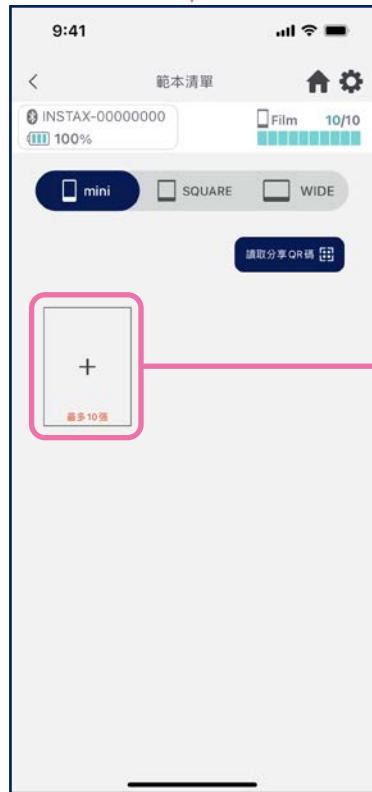 9:41
範本清單
INSTAX-00000000
100%
Film 10/10
mini
SQUARE
WIDE
讀取分享QR碼
+
最多10張